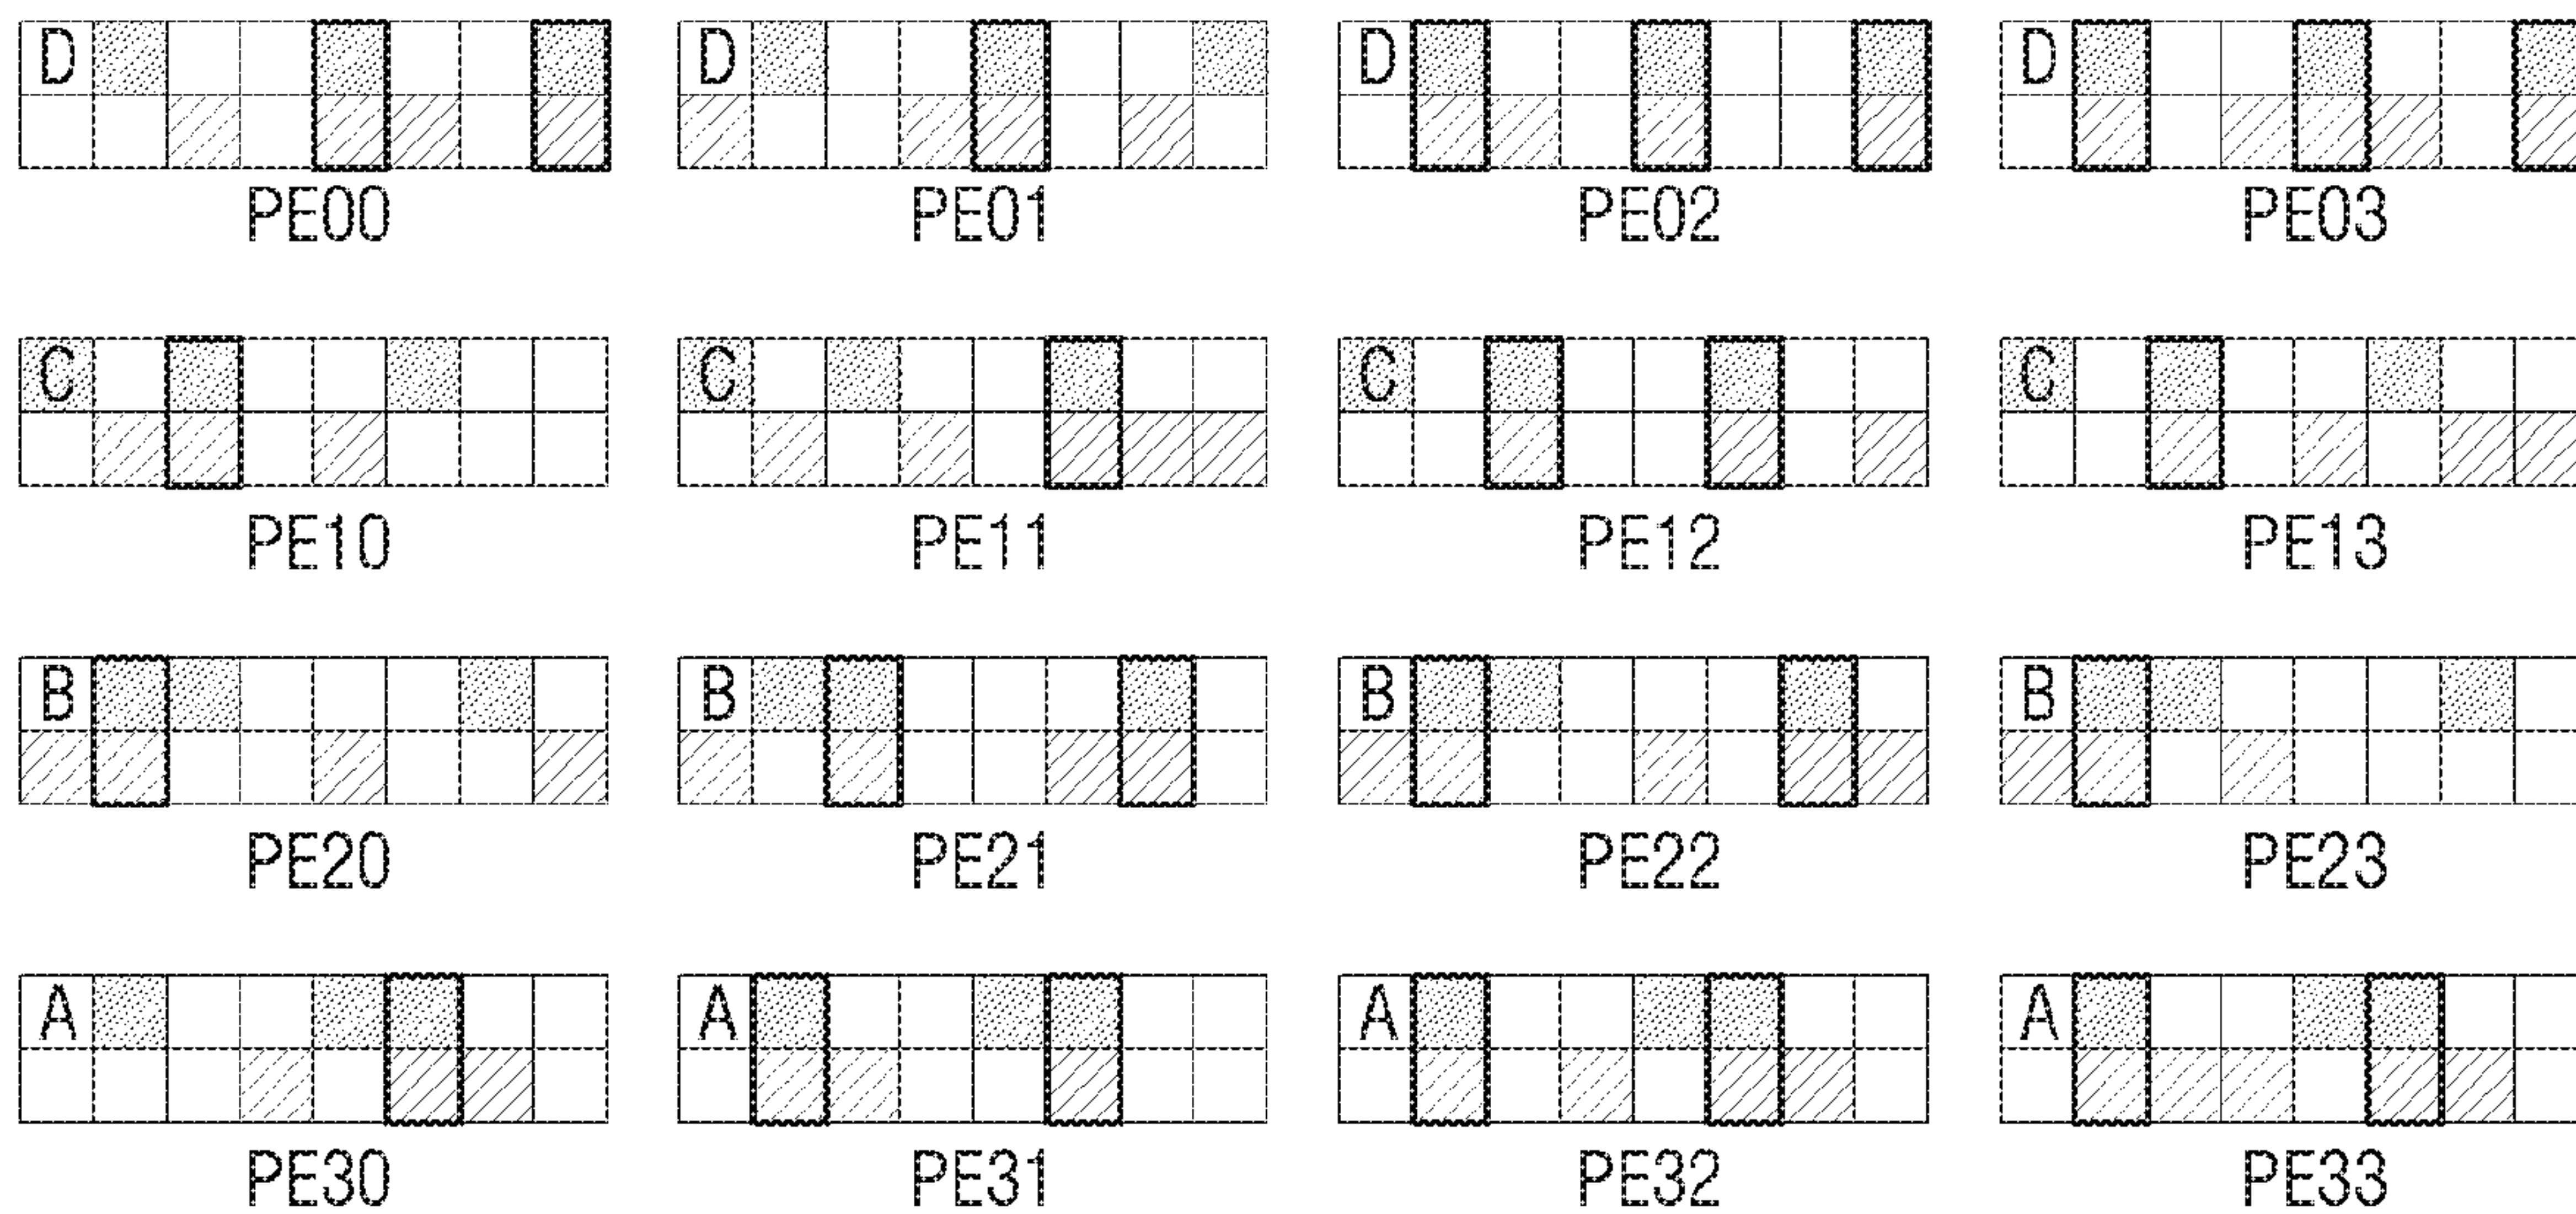 D D D D
PE00 PE01 PE02 PE03
C C C C
PE10 PE11 PE12 PE13
B B B B
PE20 PE21 PE22 PE23
A A A A
PE30 PE31 PE32 PE33